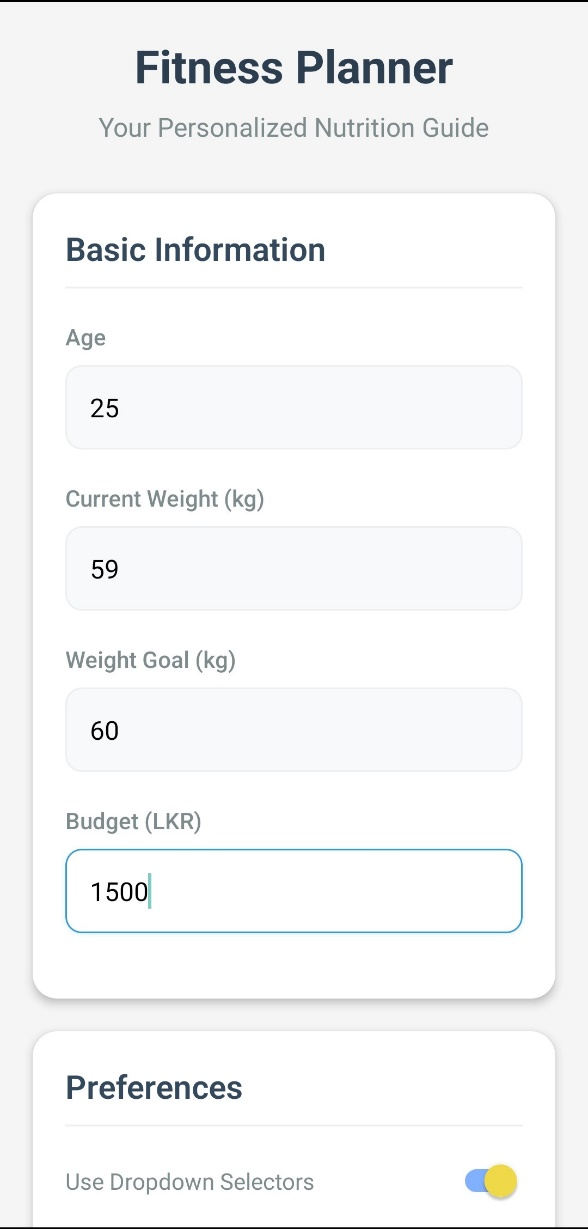 Fitness Planner
Your Personalized Nutrition Guide
Basic Information
Age
25
Current Weight (kg)
59
Weight Goal (kg)
60
Budget (LKR)
1500
Preferences
Use Dropdown Selectors